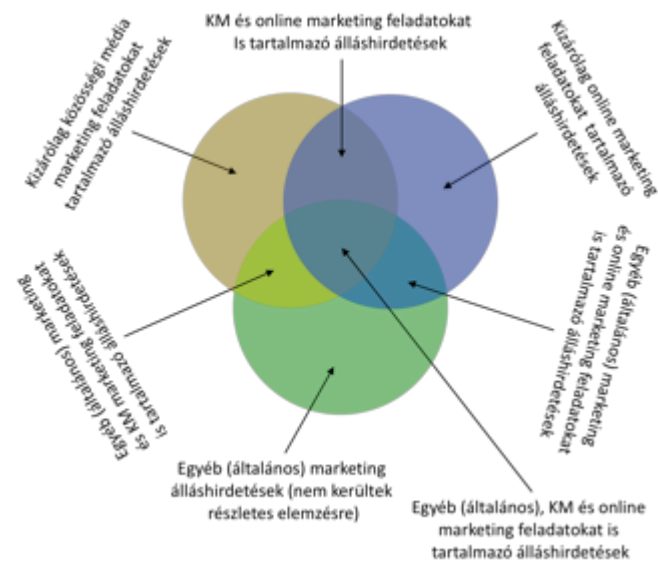 KM és online marketing feladatokat
Is tartalmazó álláshirdetések
Kizárólag közösségi média
marketing feladatokat
tartalmazó álláshirdetések
Kizárólag online marketing
feladatokat tartalmazó
álláshirdetések
Egyéb (általános) marketing
és KM marketing feladatokat
is tartalmazó álláshirdetések
Egyéb (általános) marketing
és online marketing feladatokat
is tartalmazó álláshirdetések
Egyéb (általános) marketing
álláshirdetések (nem kerültek
részletes elemzésre)
Egyéb (általános), KM és online
marketing feladatokat is
tartalmazó álláshirdetések